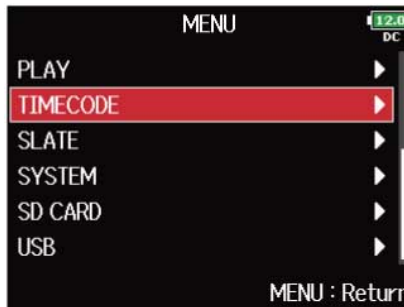 MENU
12.0
DC
PLAY
TIMECODE
SLATE
SYSTEM
SD CARD
USB
MENU : Return